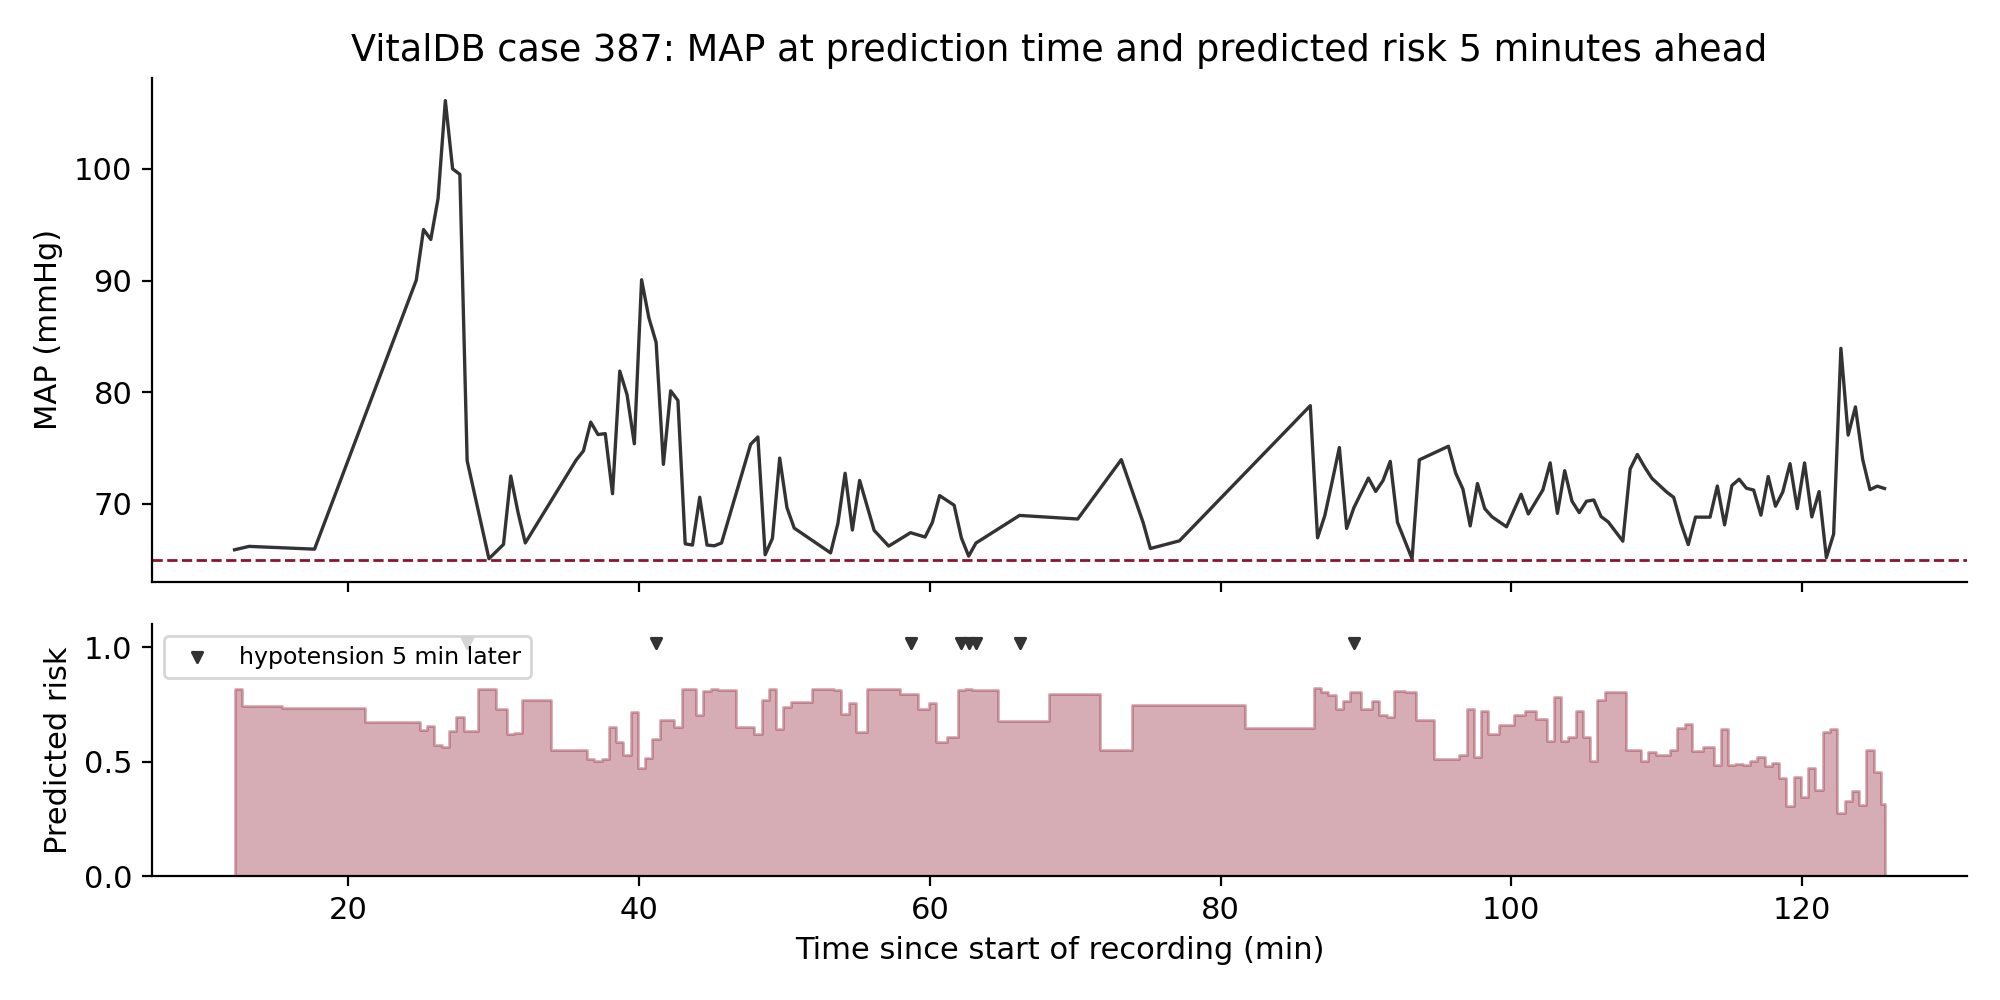 VitalDB case 387: MAP at prediction time and predicted risk 5 minutes ahead
MAP (mmHg)
100
90
80
70
Predicted risk
1.0
0.5
0.0
hypotension 5 min later
20 40 60 80 100 120
Time since start of recording (min)